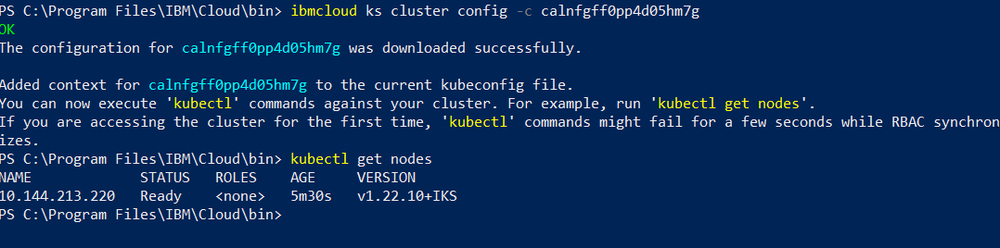 PS C:\Program Files\IBM\Cloud\bin> ibmcloud ks cluster config -c calnfgff0pp4d05hm7g
OK
The configuration for calnfgff0pp4d05hm7g was downloaded successfully.
Added context for calnfgff0pp4d05hm7g to the current kubeconfig file.
You can now execute 'kubectl' commands against your cluster. For example, run 'kubectl get nodes'.
If you are accessing the cluster for the first time, 'kubectl' commands might fail for a few seconds while RBAC synchron
izes.
PS C:\Program Files\IBM\Cloud\bin> kubectl get nodes
NAME STATUS ROLES AGE VERSION
10.144.213.220 Ready <none> 5m30s v1.22.10+IKS
PS C:\Program Files\IBM\Cloud\bin>